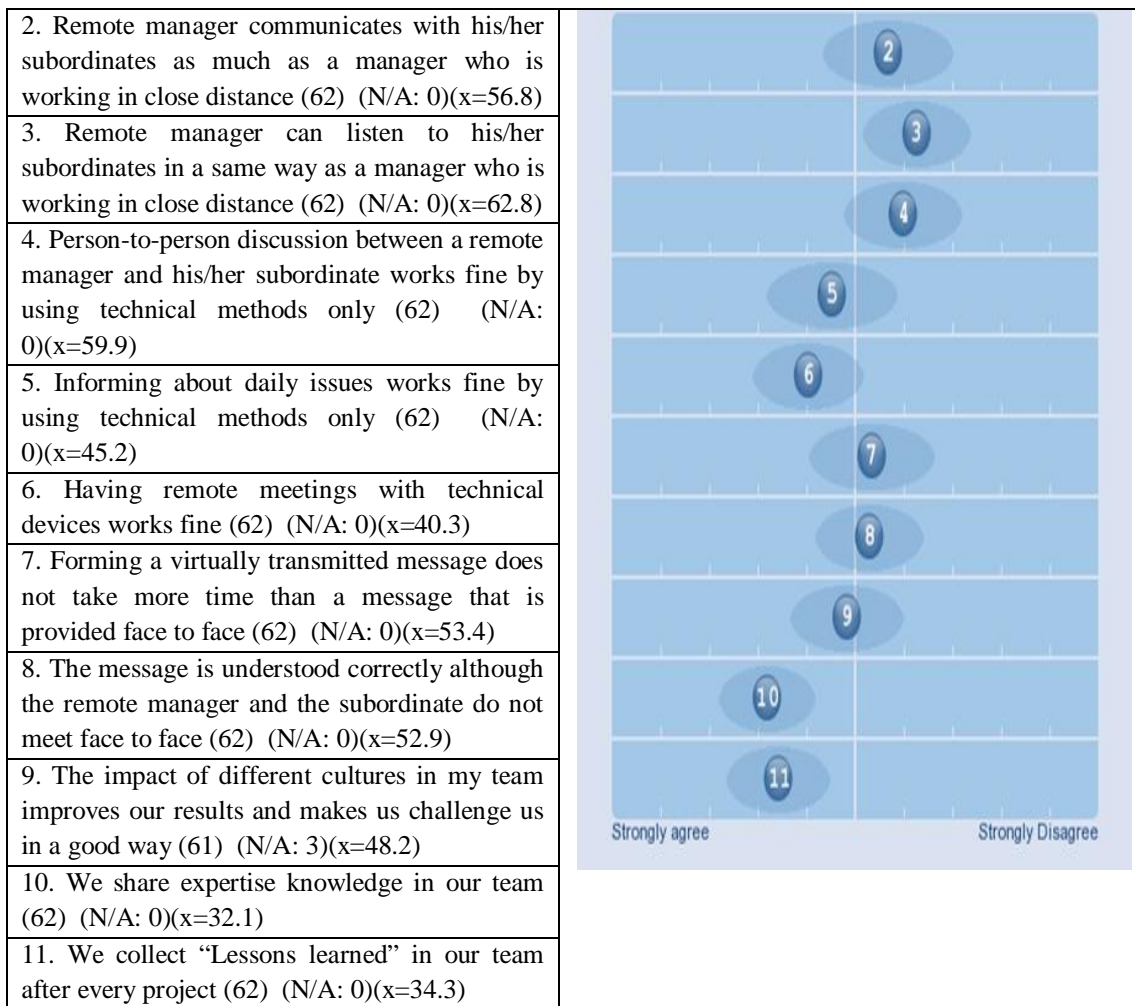 2. Remote manager communicates with his/her
subordinates as much as a manager who is
working in close distance (62) (N/A: 0)(x=56.8)
3. Remote manager can listen to his/her
subordinates in a same way as a manager who is
working in close distance (62) (N/A: 0)(x=62.8)
4. Person-to-person discussion between a remote
manager and his/her subordinate works fine by
using technical methods only (62) (N/A:
0)(x=59.9)
5. Informing about daily issues works fine by
using technical methods only (62) (N/A:
0)(x=45.2)
6. Having remote meetings with technical
devices works fine (62) (N/A: 0)(x=40.3)
7. Forming a virtually transmitted message does
not take more time than a message that is
provided face to face (62) (N/A: 0)(x=53.4)
8. The message is understood correctly although
the remote manager and the subordinate do not
meet face to face (62) (N/A: 0)(x=52.9)
9. The impact of different cultures in my team
improves our results and makes us challenge us
in a good way (61) (N/A: 3)(x=48.2)
10. We share expertise knowledge in our team
(62) (N/A: 0)(x=32.1)
11. We collect “Lessons learned” in our team
after every project (62) (N/A: 0)(x=34.3)
2
3
4
5
6
7
8
9
10
11
Strongly agree Strongly Disagree